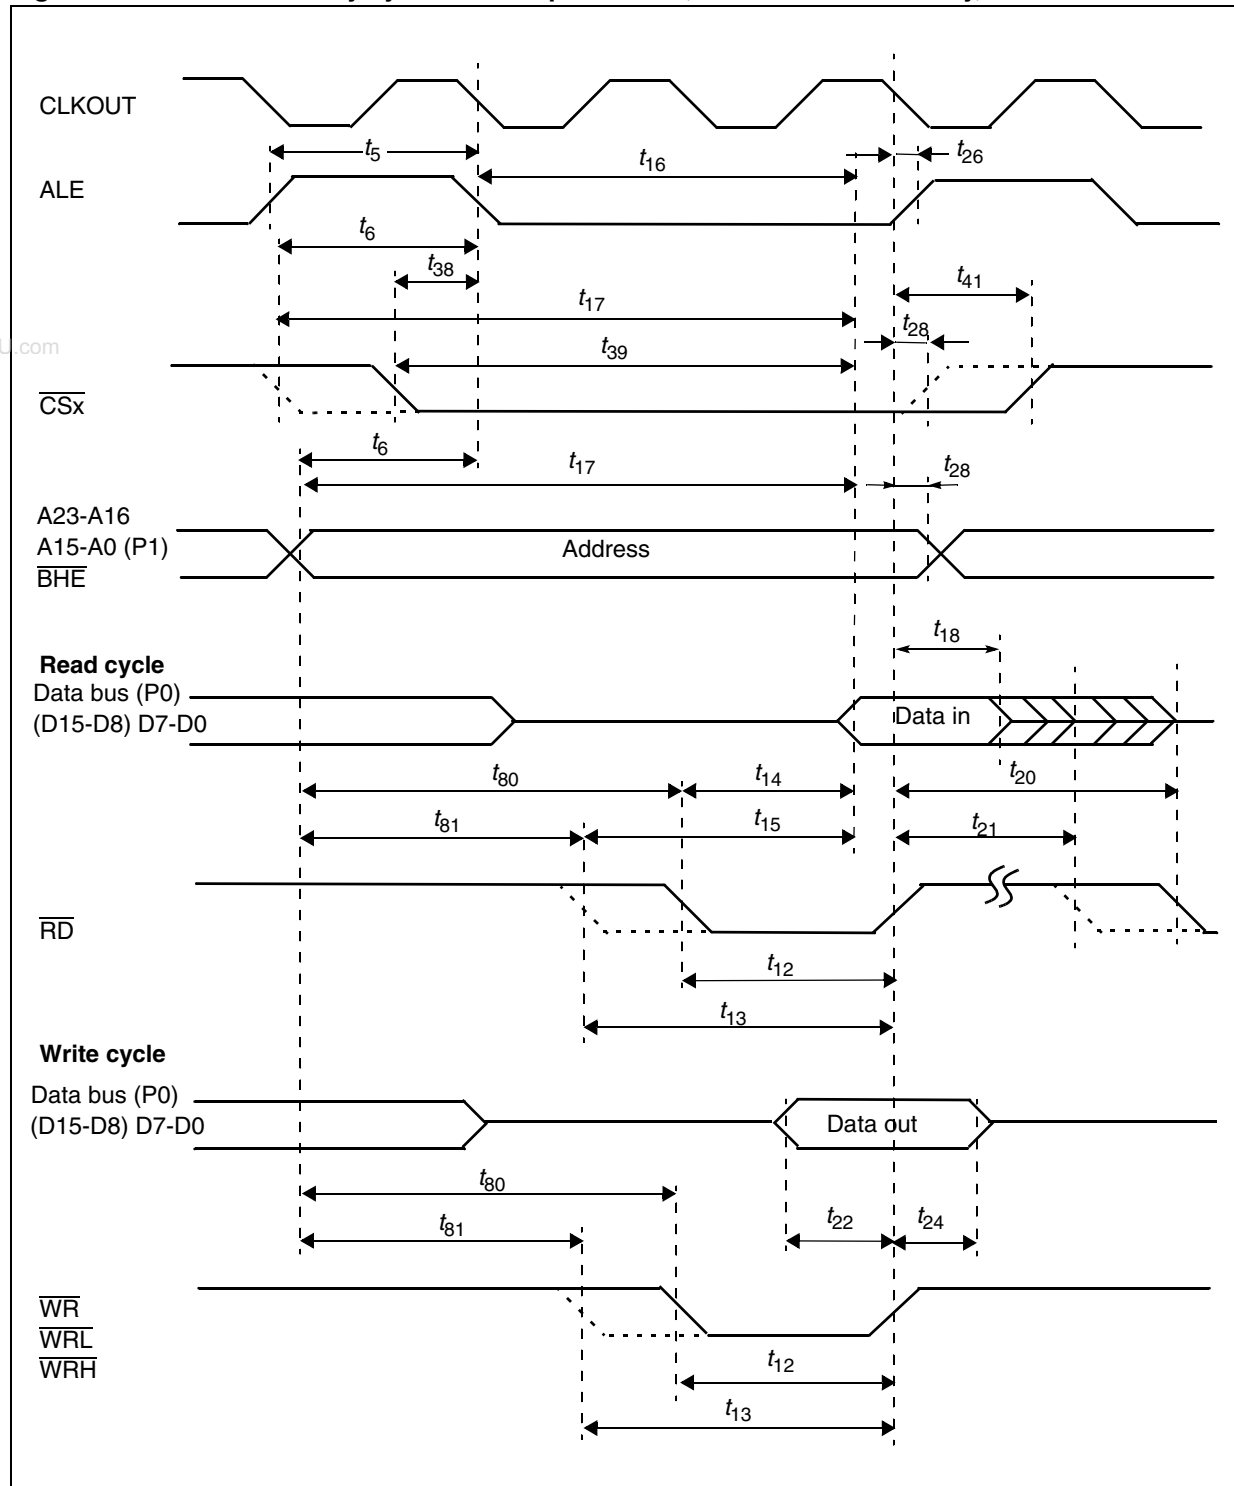 CLKOUT
t5
t16
t26
ALE
t6
t38
t41
t17
t28
U.com
t39
CSx
t6
t17
t28
A23-A16
A15-A0 (P1)
Address
BHE
t18
Read cycle
Data bus (P0)
(D15-D8) D7-D0
Data in
t80
t14
t20
t81
t15
t21
RD
t12
t13
Write cycle
Data bus (P0)
(D15-D8) D7-D0
Data out
t80
t81
t22
t24
WR
WRL
WRH
t12
t13